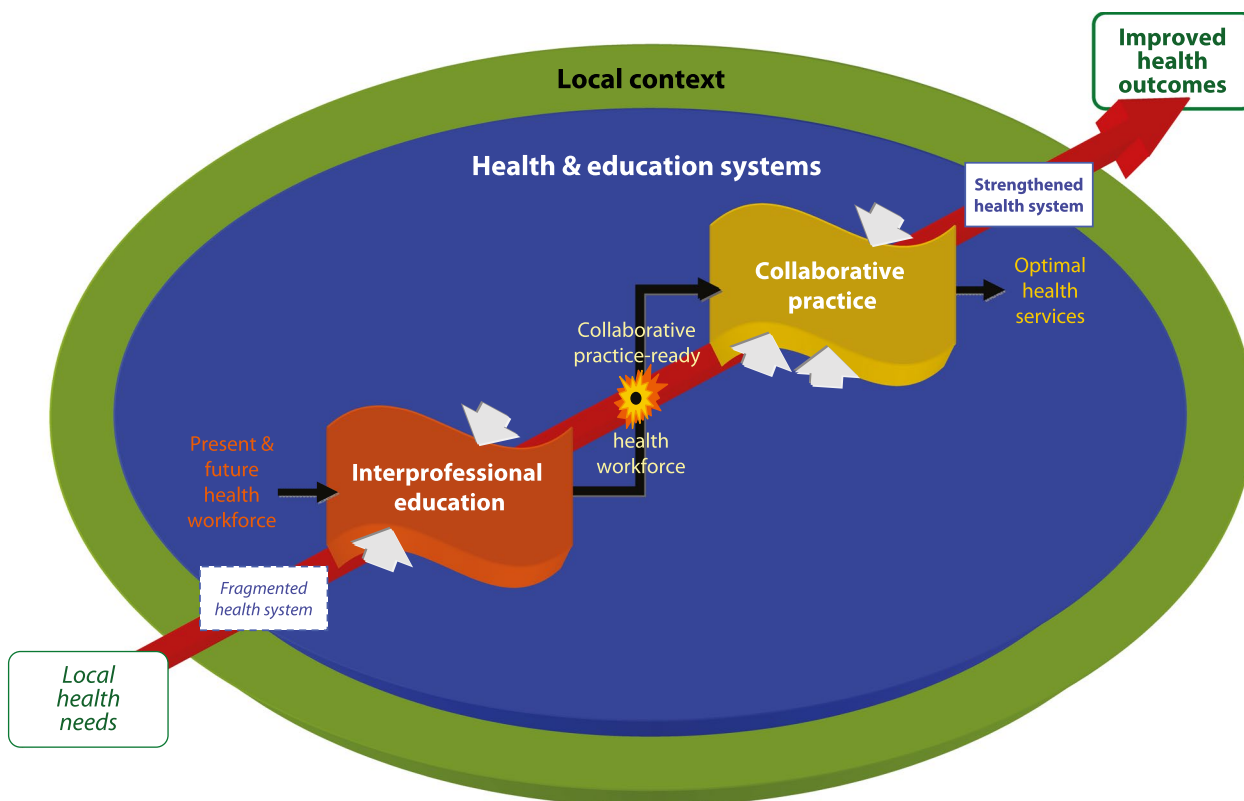 Improved
health
outcomes
Local context
Health & education systems
Strengthened
health system
Collaborative
practice
Optimal
health
services
Collaborative
practice-ready
health
workforce
Present &
future
health
workforce
Interprofessional
education
Fragmented
health system
Local
health
needs